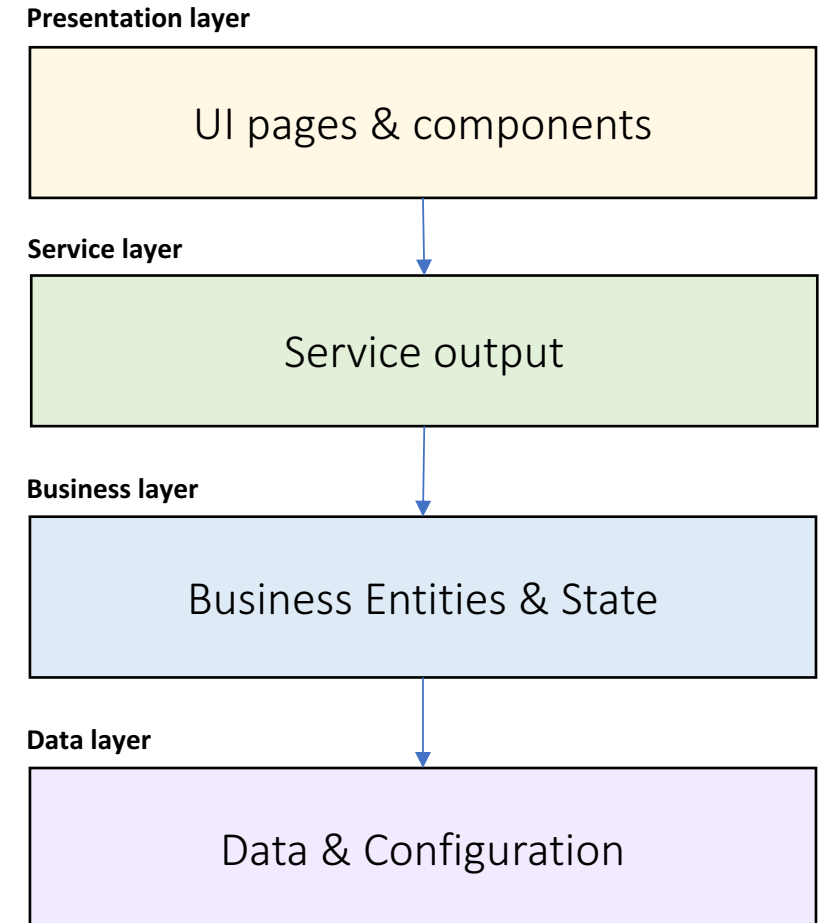 Presentation layer
UI pages & components
Service layer
Service output
Business layer
Business Entities & State
Data layer
Data & Configuration